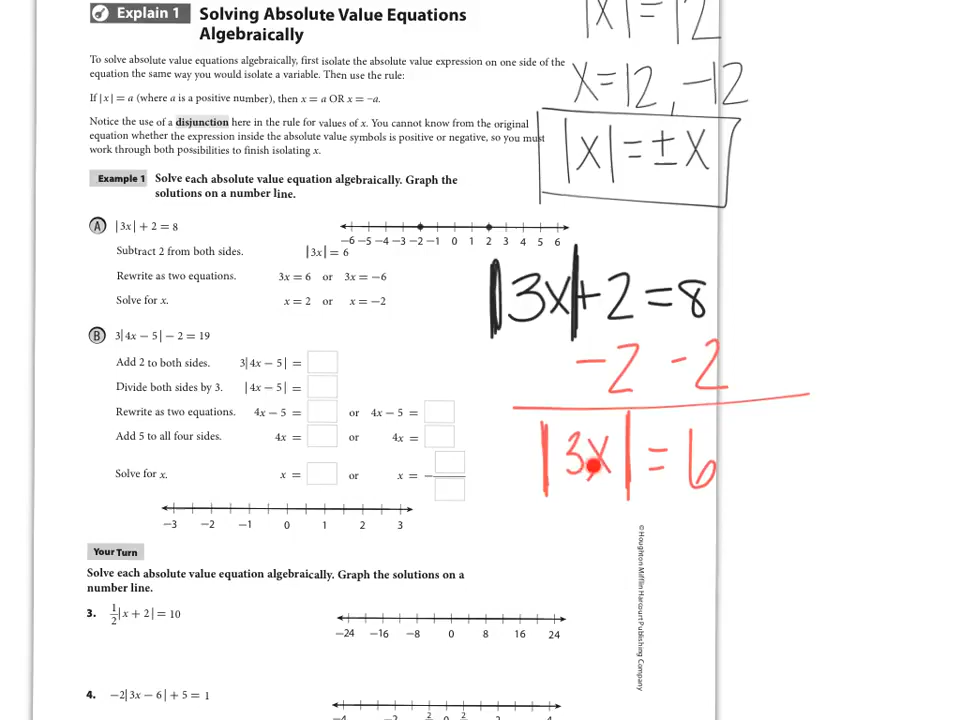 Explain 1 Solving Absolute Value Equations
Algebraically
To solve absolute value equations algebraically, first isolate the absolute value expression on one side of the
equation the same way you would isolate a variable. Then use the rule:
If |x| = a (where a is a positive number), then x = a OR x = −a.
Notice the use of a disjunction here in the rule for values of x. You cannot know from the original
equation whether the expression inside the absolute value symbols is positive or negative, so you must
work through both possibilities to finish isolating x.
Example 1 Solve each absolute value equation algebraically. Graph the
solutions on a number line.
A |3x| + 2 = 8
−6 −5 −4 −3 −2 −1 0 1 2 3 4 5 6
Subtract 2 from both sides. |3x| = 6
Rewrite as two equations. 3x = 6 or 3x = −6
Solve for x. x = 2 or x = −2
B 3|4x − 5| − 2 = 19
Add 2 to both sides. 3|4x − 5| =
Divide both sides by 3. |4x − 5| =
Rewrite as two equations. 4x − 5 = or 4x − 5 =
Add 5 to all four sides. 4x = or 4x =
Solve for x. x = or x = −
−3 −2 −1 0 1 2 3
Your Turn
Solve each absolute value equation algebraically. Graph the solutions on a
number line.
3. 1/2|x + 2| = 10
−24 −16 −8 0 8 16 24
4. −2|3x − 6| + 5 = 1
|x| = 12
x = 12, −12
|x| = ± x
|3x| + 2 = 8
−2 −2
|3x| = 6
© Houghton Mifflin Harcourt Publishing Company